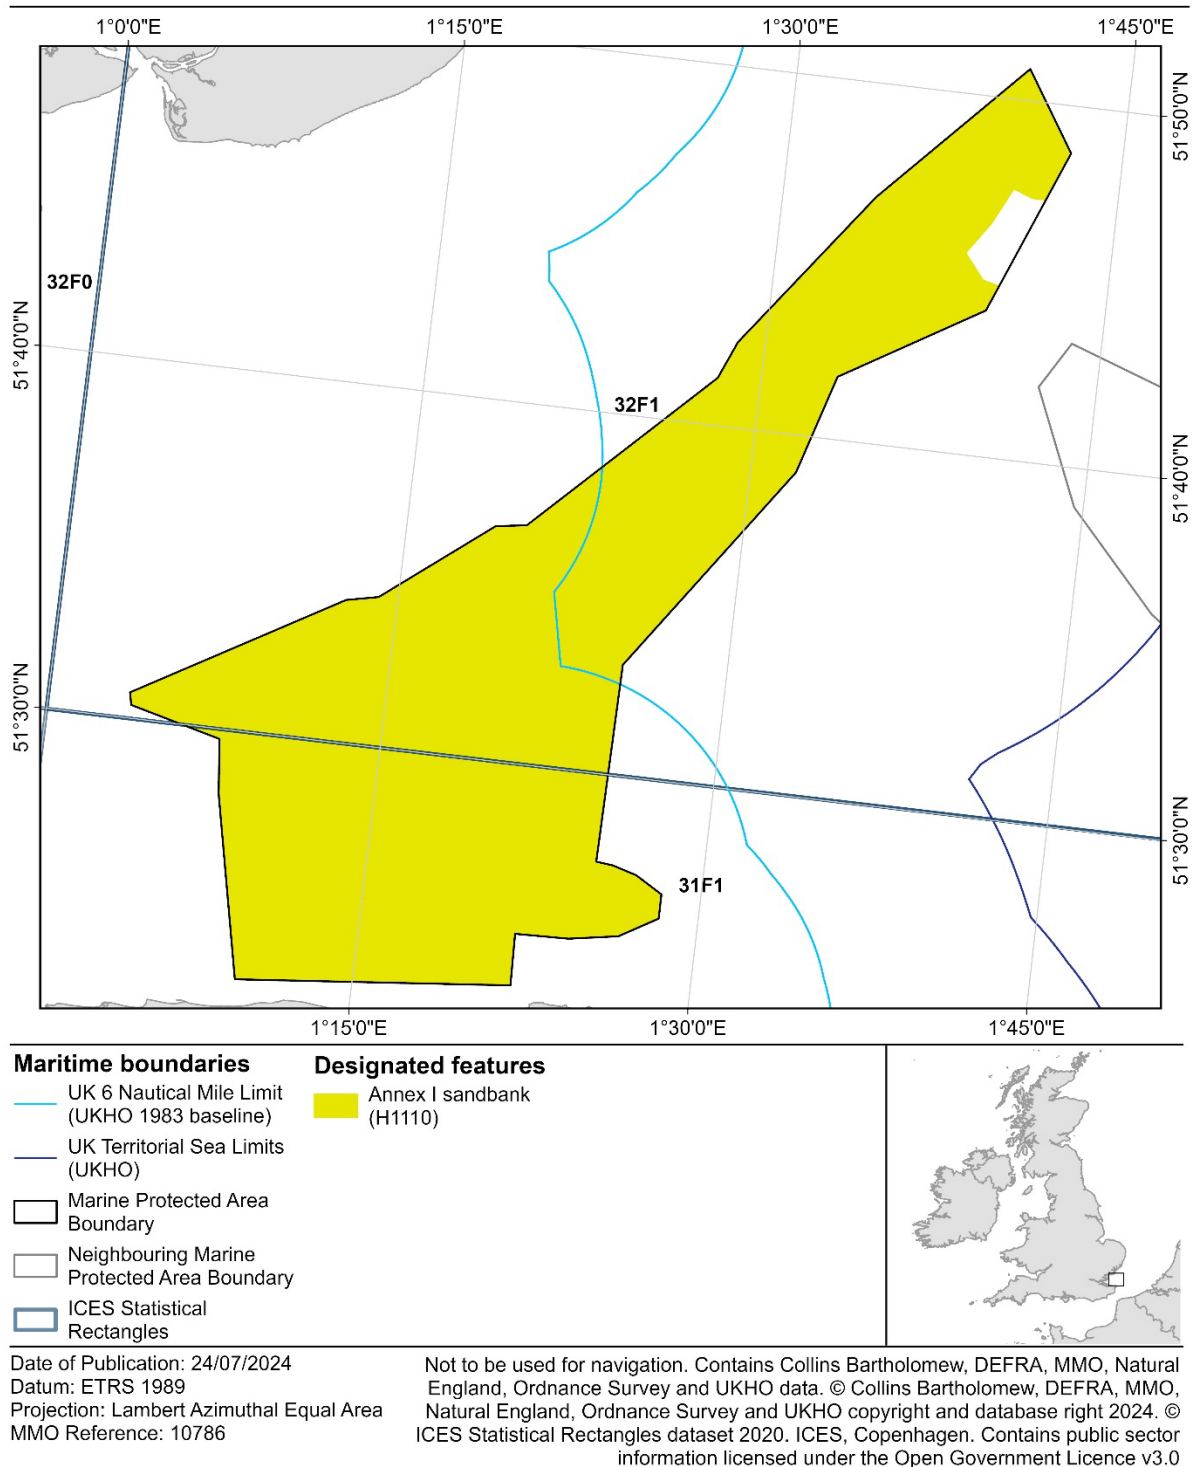 1°0'0"E
1°15'0"E
1°30'0"E
1°45'0"E
51°50'0"N
32F0
51°40'0"N
32F1
51°40'0"N
51°30'0"N
31F1
51°30'0"N
1°15'0"E
1°30'0"E
1°45'0"E
Maritime boundaries
UK 6 Nautical Mile Limit
(UKHO 1983 baseline)
UK Territorial Sea Limits
(UKHO)
Marine Protected Area
Boundary
Neighbouring Marine
Protected Area Boundary
ICES Statistical
Rectangles
Designated features
Annex I sandbank
(H1110)
Date of Publication: 24/07/2024
Datum: ETRS 1989
Projection: Lambert Azimuthal Equal Area
MMO Reference: 10786
Not to be used for navigation. Contains Collins Bartholomew, DEFRA, MMO, Natural
England, Ordnance Survey and UKHO data. © Collins Bartholomew, DEFRA, MMO,
Natural England, Ordnance Survey and UKHO copyright and database right 2024. ©
ICES Statistical Rectangles dataset 2020. ICES, Copenhagen. Contains public sector
information licensed under the Open Government Licence v3.0